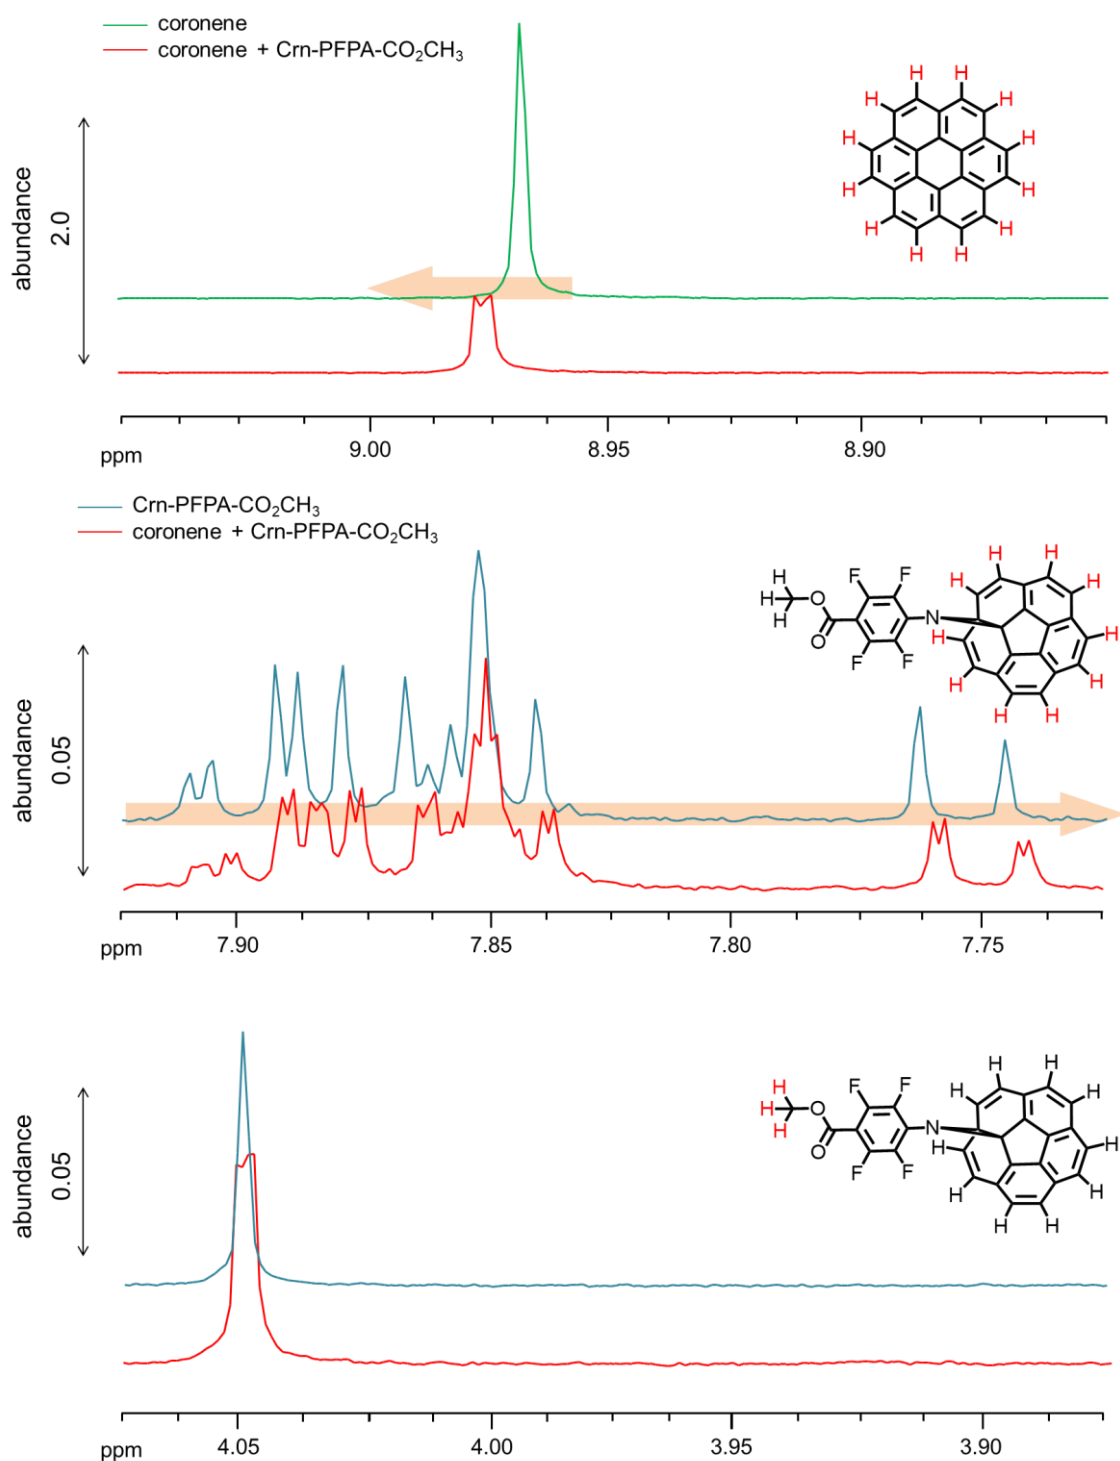 coronene
coronene + Crn-PFPA-CO₂CH₃
abundance
2.0
H H
H H
H H
H H
H H
H H
ppm 9.00 8.95 8.90
Crn-PFPA-CO₂CH₃
coronene + Crn-PFPA-CO₂CH₃
abundance
0.05
H H
H H
H F F
H O N H H
H O F F H H
H H
ppm 7.90 7.85 7.80 7.75
abundance
0.05
H H
H H
H F F
H O N H H
H O F F H H
H H
ppm 4.05 4.00 3.95 3.90